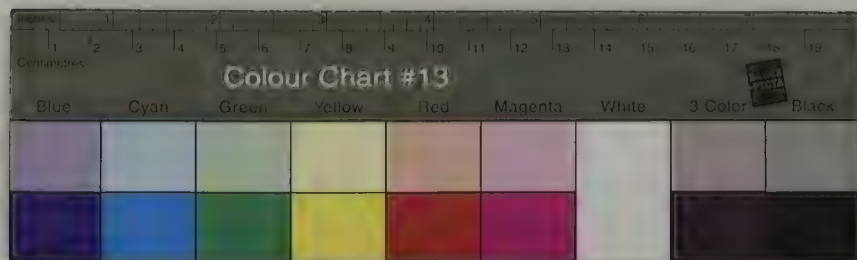 Inches 1 2 3 4 5 6 7 8
1 2 3 4 5 6 7 8 9 10 11 12 13 14 15 16 17 18 19
Centimetres
Colour Chart #13
Blue Cyan Green Yellow Red Magenta White 3 Color Black